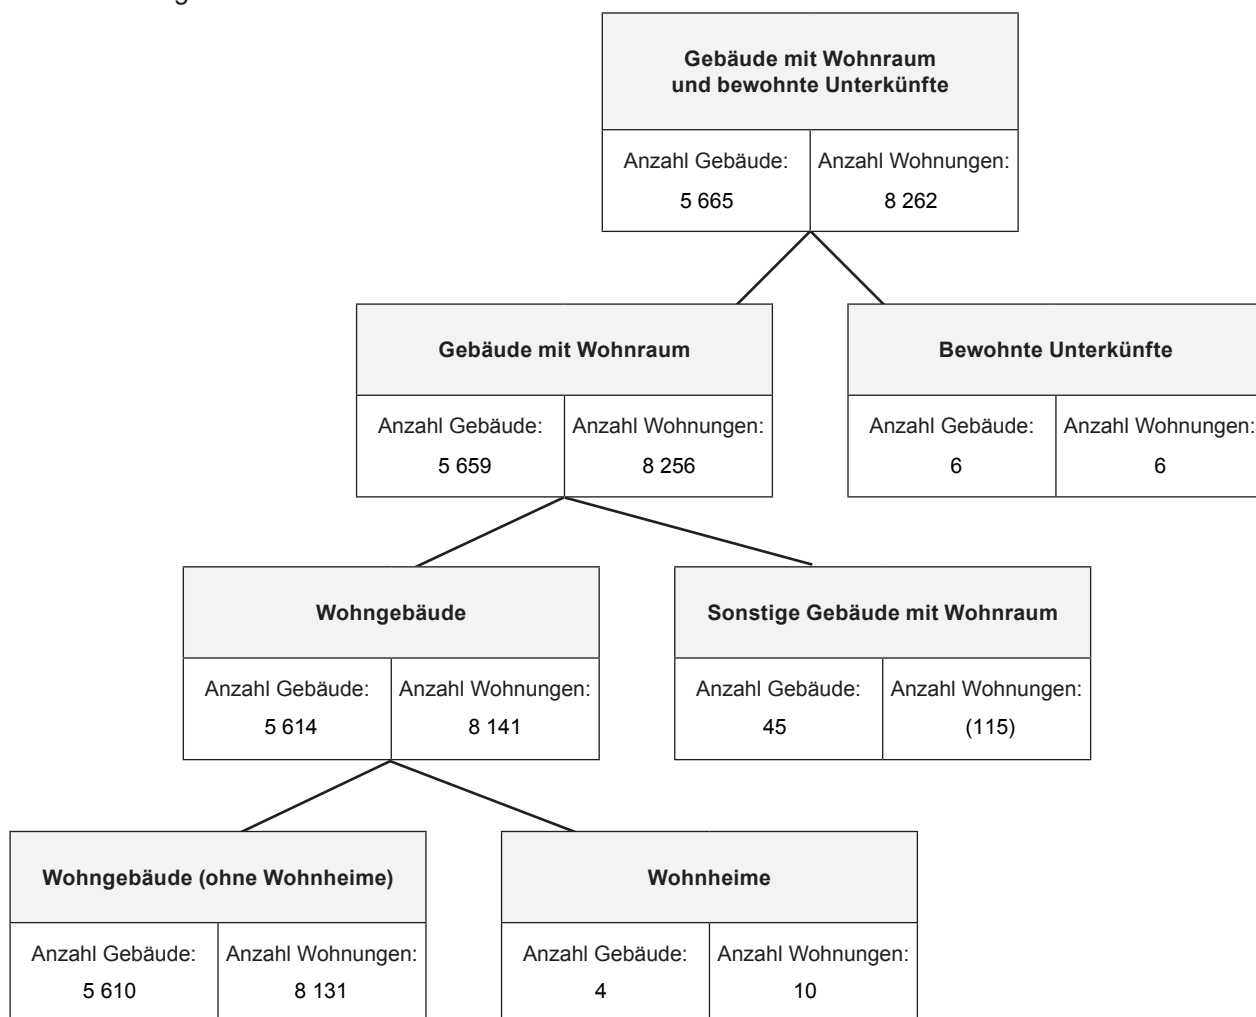 Gebäude mit Wohnraum
und bewohnte Unterkünfte
Anzahl Gebäude: Anzahl Wohnungen:
5 665 8 262
Gebäude mit Wohnraum Bewohnte Unterkünfte
Anzahl Gebäude: Anzahl Wohnungen: Anzahl Gebäude: Anzahl Wohnungen:
5 659 8 256 6 6
Wohngebäude Sonstige Gebäude mit Wohnraum
Anzahl Gebäude: Anzahl Wohnungen: Anzahl Gebäude: Anzahl Wohnungen:
5 614 8 141 45 (115)
Wohngebäude (ohne Wohnheime) Wohnheime
Anzahl Gebäude: Anzahl Wohnungen: Anzahl Gebäude: Anzahl Wohnungen:
5 610 8 131 4 10